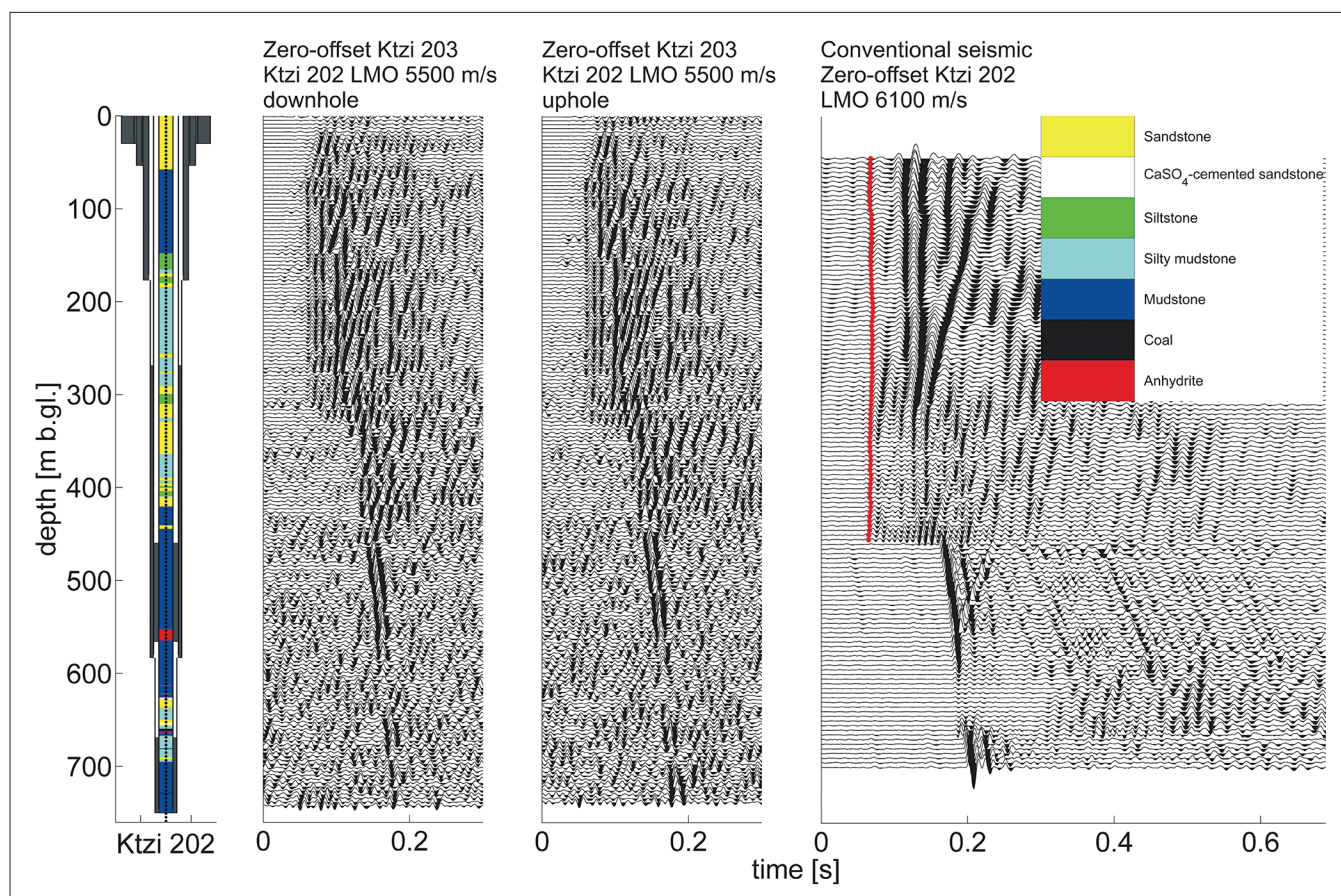 Zero-offset Ktzi 203
Ktzi 202 LMO 5500 m/s
downhole
Zero-offset Ktzi 203
Ktzi 202 LMO 5500 m/s
uphole
Conventional seismic
Zero-offset Ktzi 202
LMO 6100 m/s
0
100
200
300
400
500
600
700
depth [m b.gl.]
Sandstone
CaSO₄-cemented sandstone
Siltstone
Silty mudstone
Mudstone
Coal
Anhydrite
Ktzi 202
0
0.2
0
0.2
0
0.2
0.4
0.6
time [s]